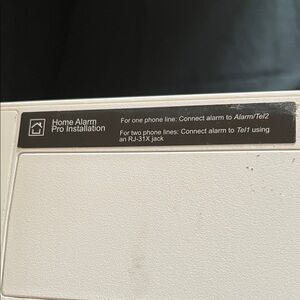 Home Alarm
Pro Installation
For one phone line: Connect alarm to Alarm/Tel2
For two phone lines: Connect alarm to Tel1 using
an RJ-31X jack